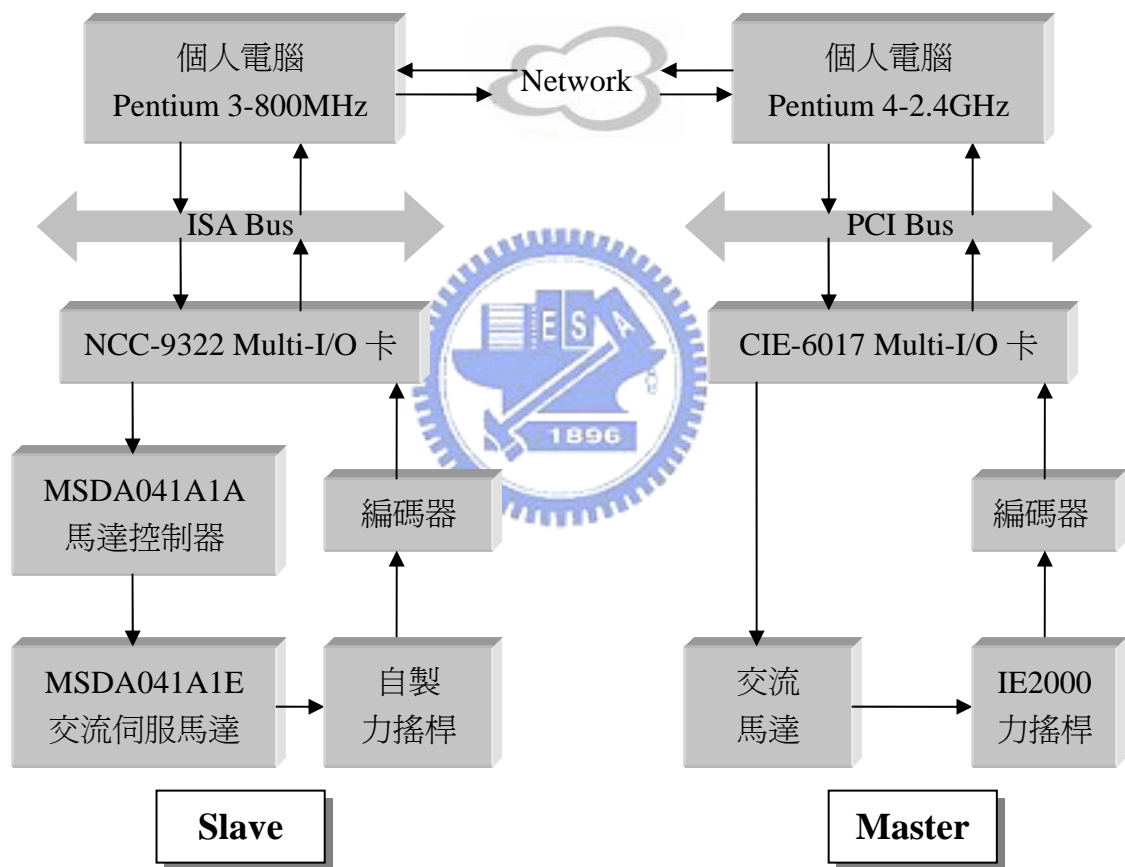 個人電腦
Pentium 3-800MHz
Network
個人電腦
Pentium 4-2.4GHz
ISA Bus
PCI Bus
NCC-9322 Multi-I/O 卡
CIE-6017 Multi-I/O 卡
E S A
1896
MSDA041A1A
馬達控制器
編碼器
編碼器
MSDA041A1E
交流伺服馬達
自製
力搖桿
交流
馬達
IE2000
力搖桿
Slave
Master